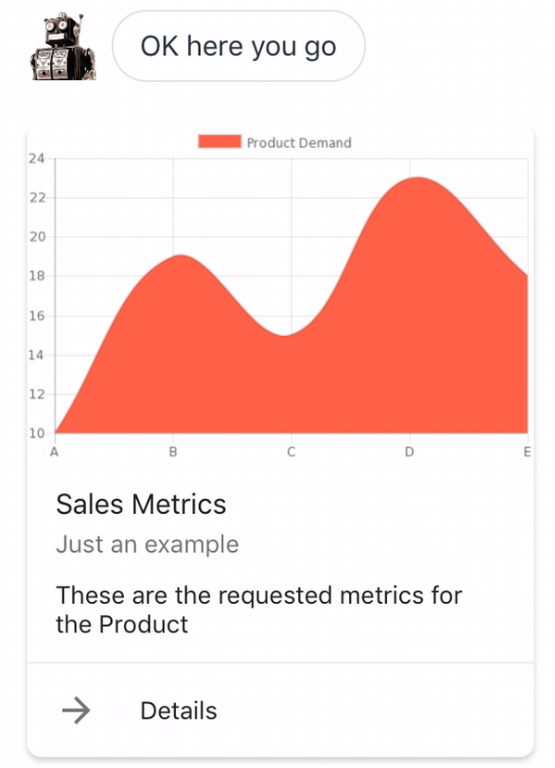 OK here you go
Product Demand
24
22
20
18
16
14
12
10
A B C D E
Sales Metrics
Just an example
These are the requested metrics for
the Product
Details